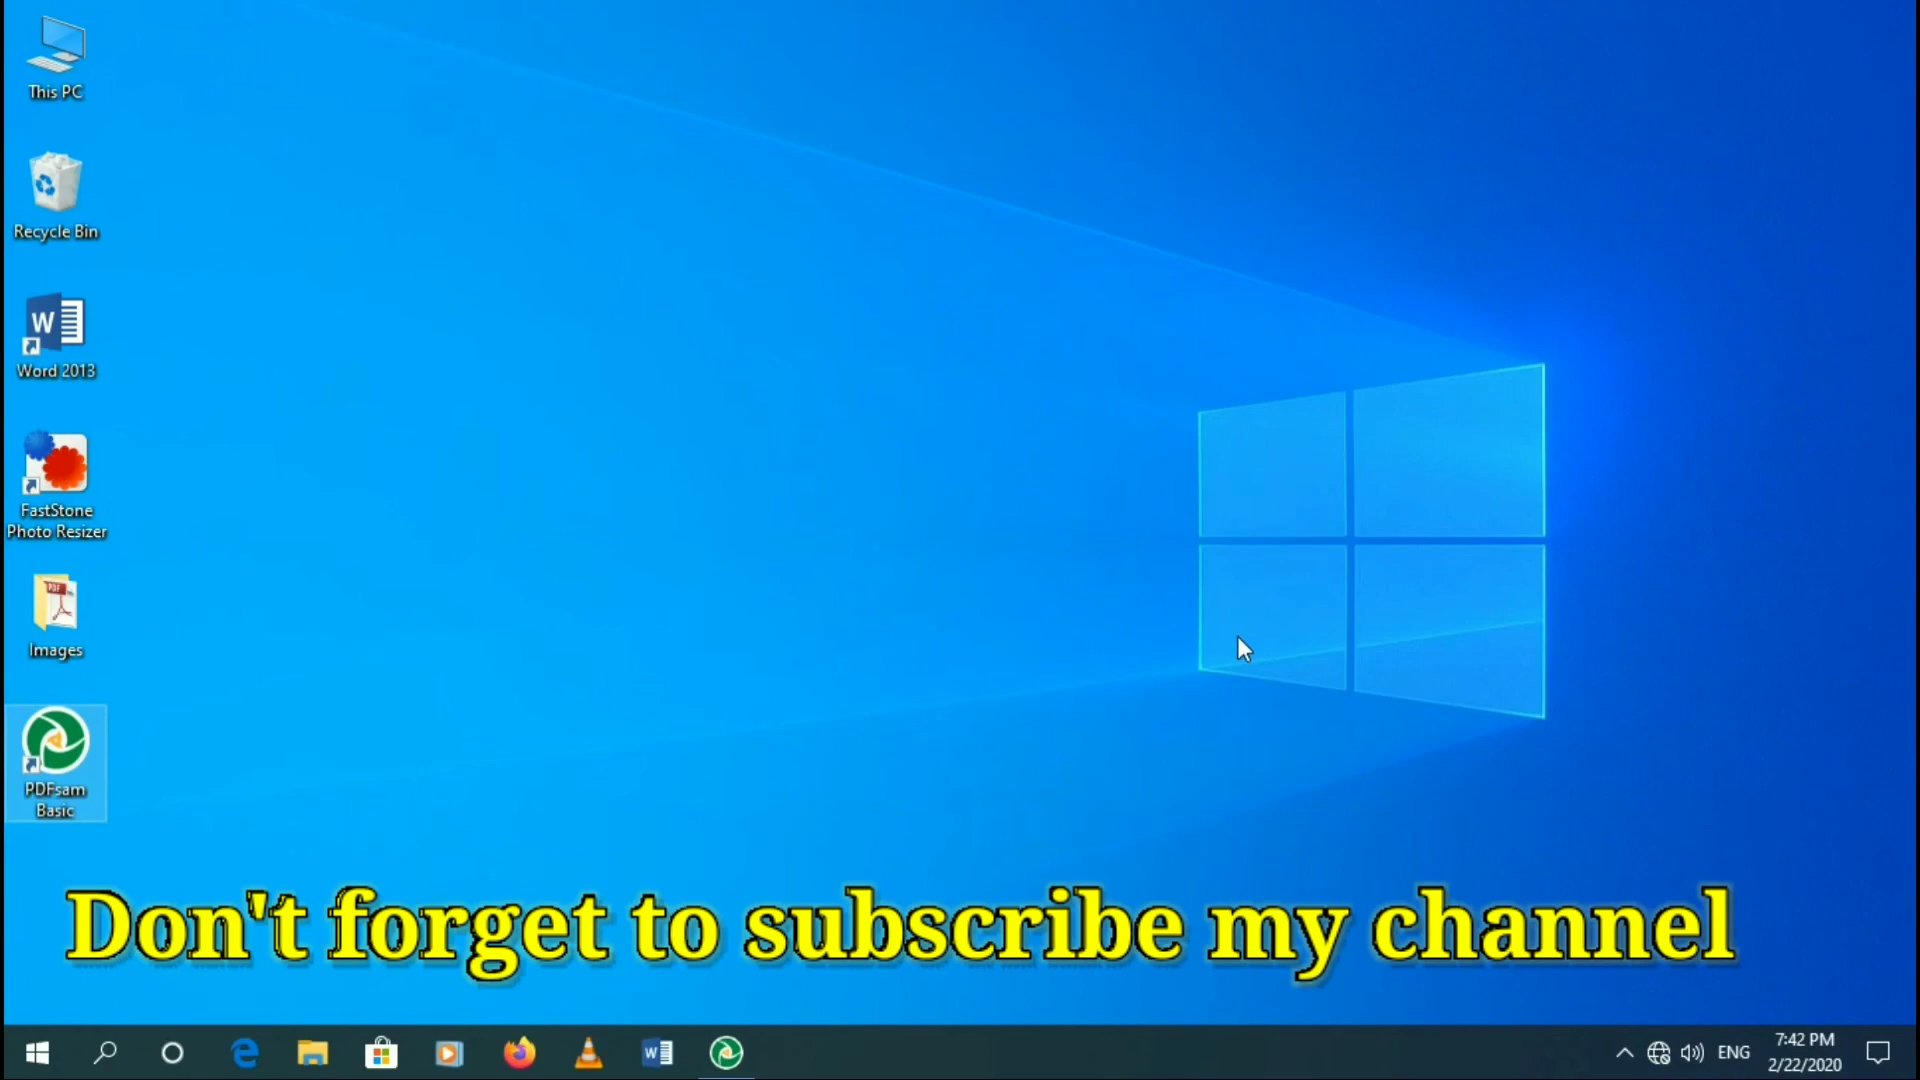 This PC
Recycle Bin
W
Word 2013
FastStone
Photo Resizer
PDF
Images
PDFsam
Basic
Don't forget to subscribe my channel
W
ENG
7:42 PM
2/22/2020